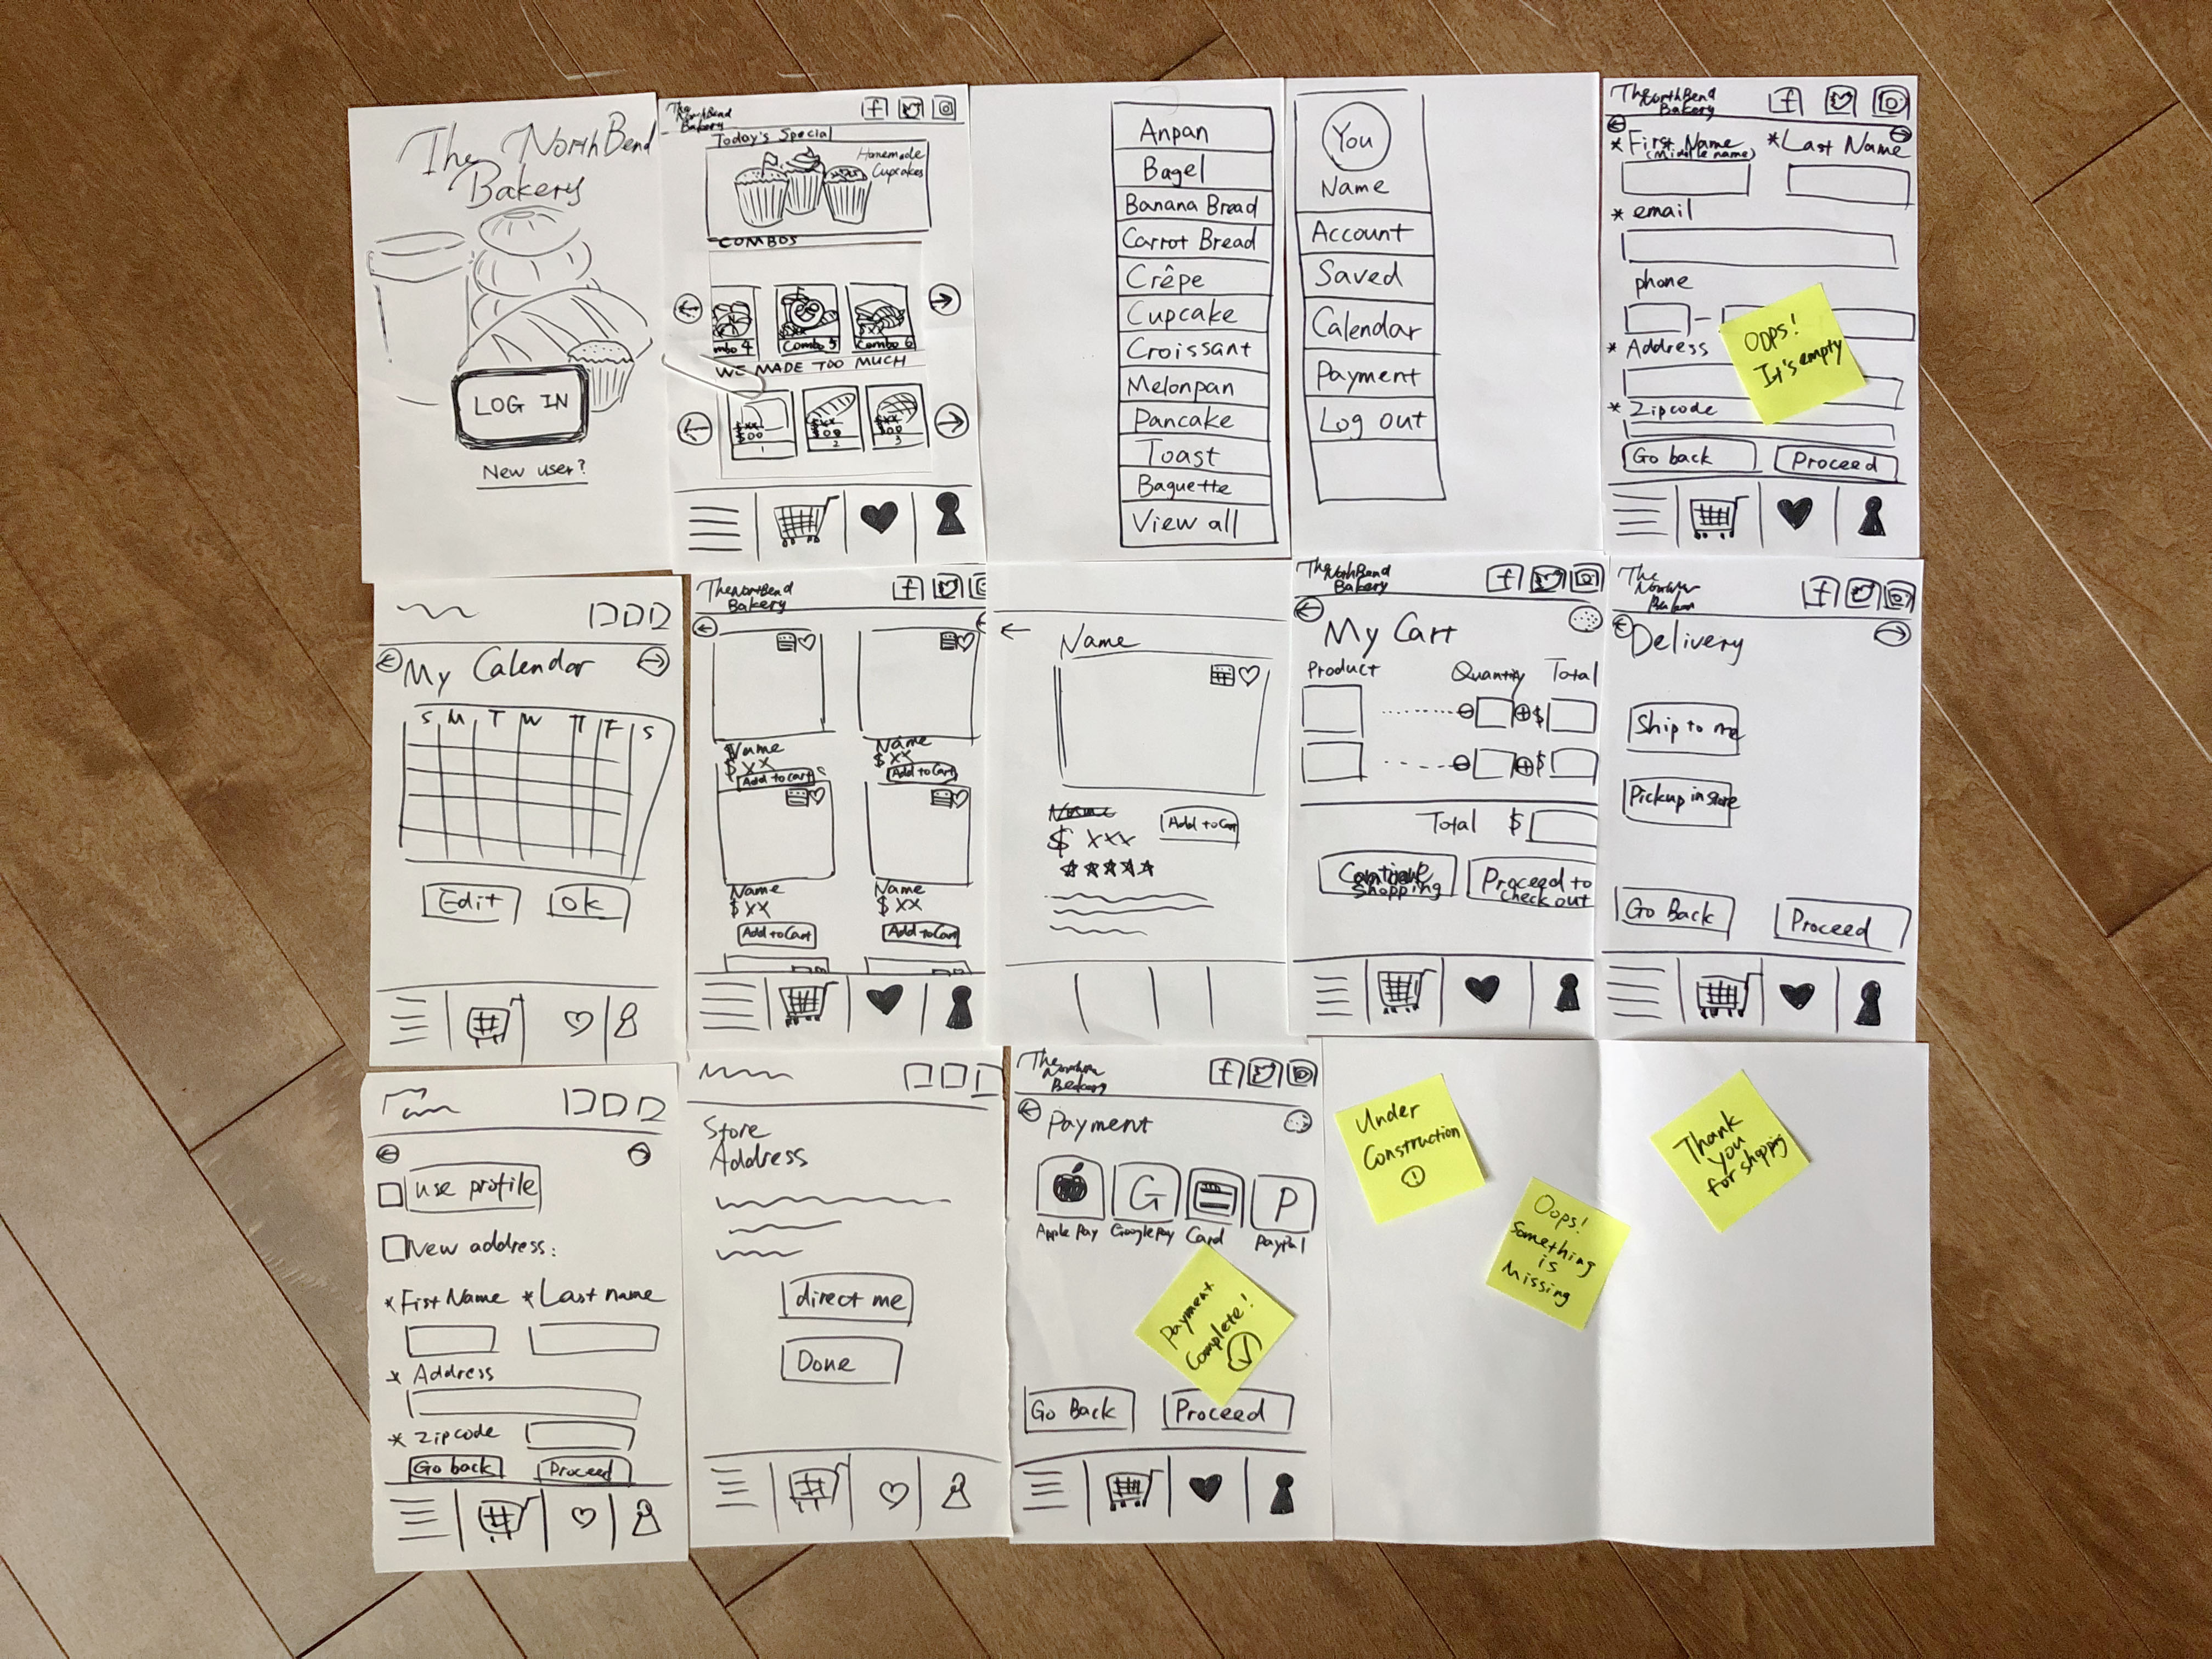 The NorthBend
Bakery
LOG IN
New user?
The
NorthBend
Bakery
f
Today's Special
Homemade
Cupcakes
COMBOS
$XX
$XX
$XX
mbo 4
Combo 5
Combo 6
WE MADE TOO MUCH
$XX
$00
1
$XX
$00
2
$XX
$00
3
Anpan
Bagel
Banana Bread
Carrot Bread
Crêpe
Cupcake
Croissant
Melonpan
Pancake
Toast
Baguette
View all
You
Name
Account
Saved
Calendar
Payment
Log out
The NorthBend
Bakery
f
* First Name
(Middle name)
* Last Name
* email
phone
* Address
* Zipcode
OOPS!
It's empty
Go back
Proceed
My Calendar
S M T W T F S
Edit
Ok
The NorthBend
Bakery
f
Name
$ XX
Add to cart
Name
$ XX
Add to Cart
Name
$ XX
Add to Cart
Name
$ XX
Add to Cart
Name
Name
$ XXX
Add to Cart
The NorthBend
Bakery
f
My Cart
Product
Quantity
Total
$
$
Total $
Continue
Shopping
Proceed to
Check out
The
f
Delivery
Ship to me
Pickup in store
Go Back
Proceed
use profile
New address:
* Fist Name
* Last name
* Address
* Zipcode
Go back
Proceed
Store
Address
direct me
Done
The
f
Payment
G
P
Apple Pay
Google Pay
Card
PayPal
Payment
Complete!
Go Back
Proceed
Under
Construction
!
Oops!
Something
is
Missing
Thank
you
for shopping